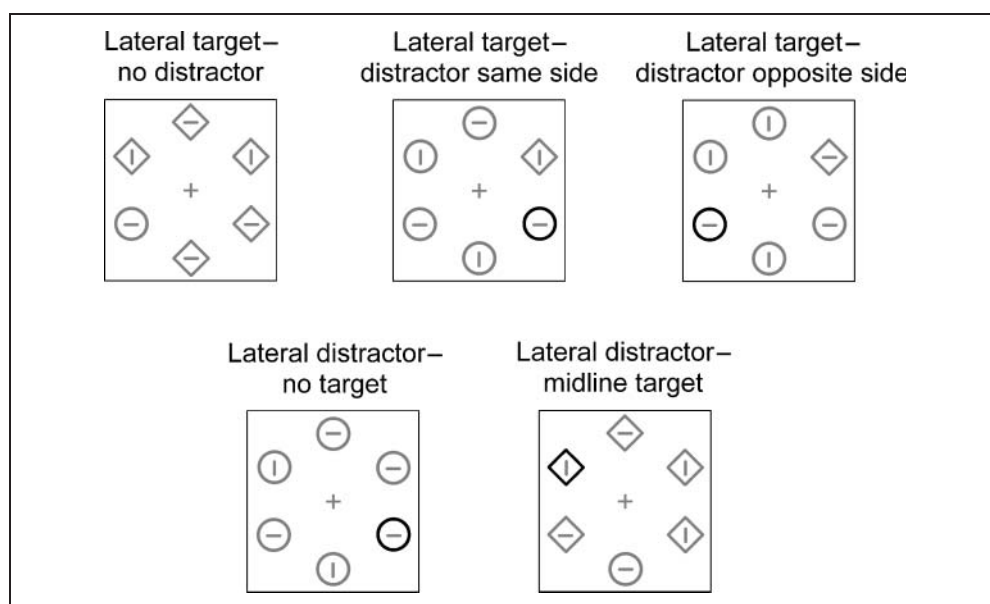 Lateral target–
no distractor
Lateral target–
distractor same side
Lateral target–
distractor opposite side
Lateral distractor–
no target
Lateral distractor–
midline target